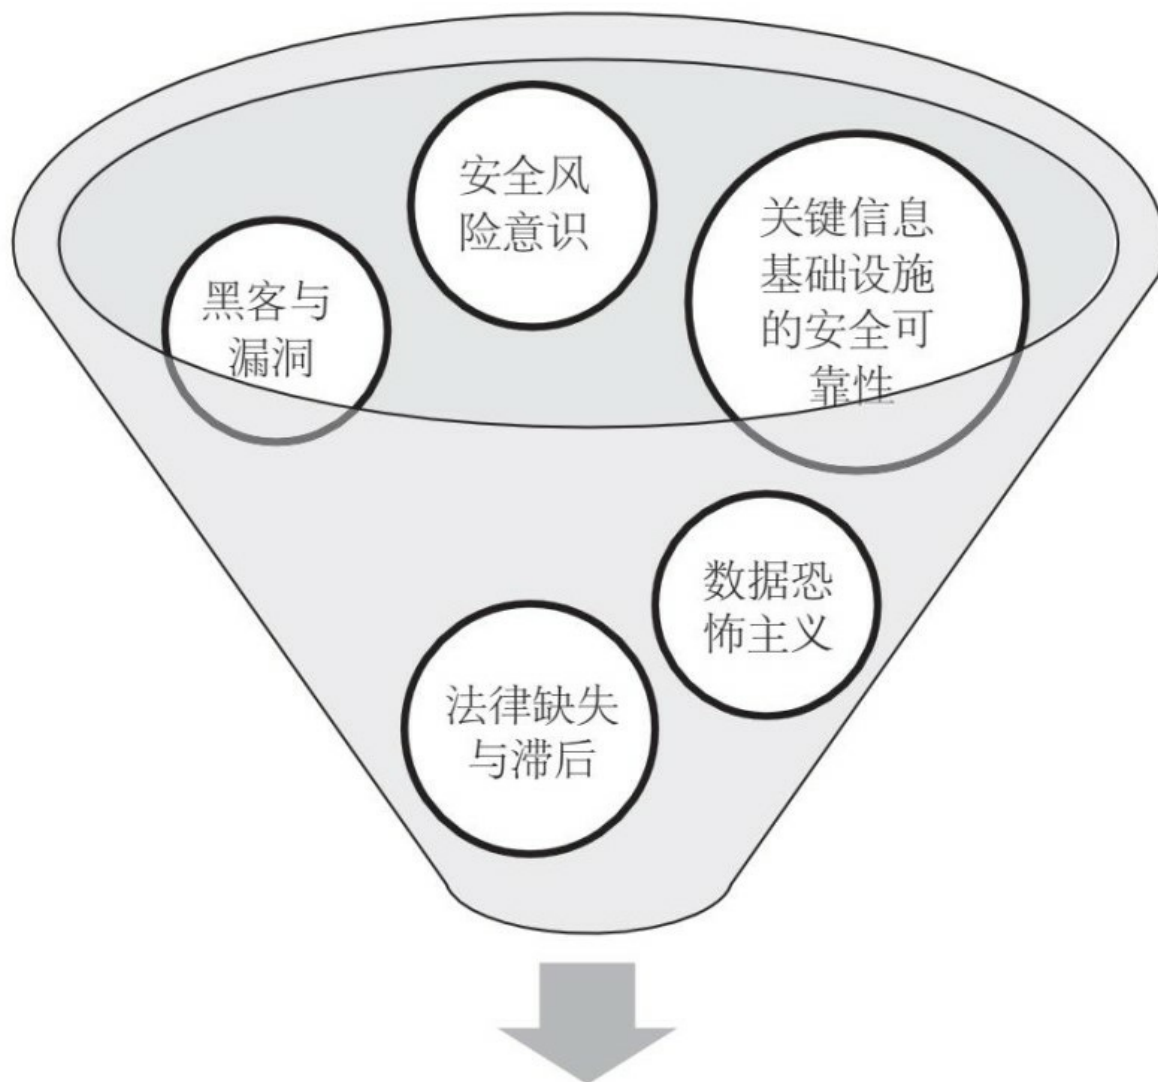 安全风
险意识
关键信息
基础设施
的安全可
靠性
黑客与
漏洞
数据恐
怖主义
法律缺失
与滞后